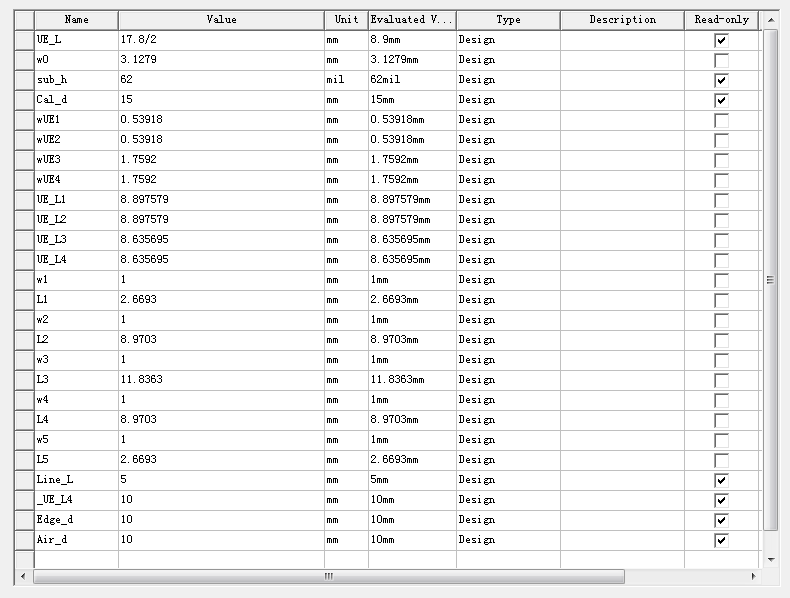 Name Value Unit Evaluated V... Type Description Read-only
UE_L 17.8/2 mm 8.9mm Design
w0 3.1279 mm 3.1279mm Design
sub_h 62 mil 62mil Design
Cal_d 15 mm 15mm Design
wUE1 0.53918 mm 0.53918mm Design
wUE2 0.53918 mm 0.53918mm Design
wUE3 1.7592 mm 1.7592mm Design
wUE4 1.7592 mm 1.7592mm Design
UE_L1 8.897579 mm 8.897579mm Design
UE_L2 8.897579 mm 8.897579mm Design
UE_L3 8.635695 mm 8.635695mm Design
UE_L4 8.635695 mm 8.635695mm Design
w1 1 mm 1mm Design
L1 2.6693 mm 2.6693mm Design
w2 1 mm 1mm Design
L2 8.9703 mm 8.9703mm Design
w3 1 mm 1mm Design
L3 11.8363 mm 11.8363mm Design
w4 1 mm 1mm Design
L4 8.9703 mm 8.9703mm Design
w5 1 mm 1mm Design
L5 2.6693 mm 2.6693mm Design
Line_L 5 mm 5mm Design
_UE_L4 10 mm 10mm Design
Edge_d 10 mm 10mm Design
Air_d 10 mm 10mm Design